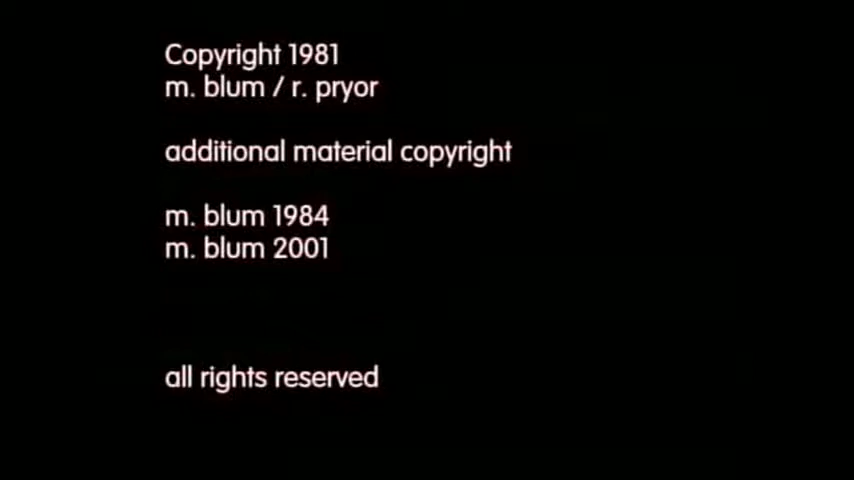 Copyright 1981
m. blum / r. pryor
additional material copyright
m. blum 1984
m. blum 2001
all rights reserved